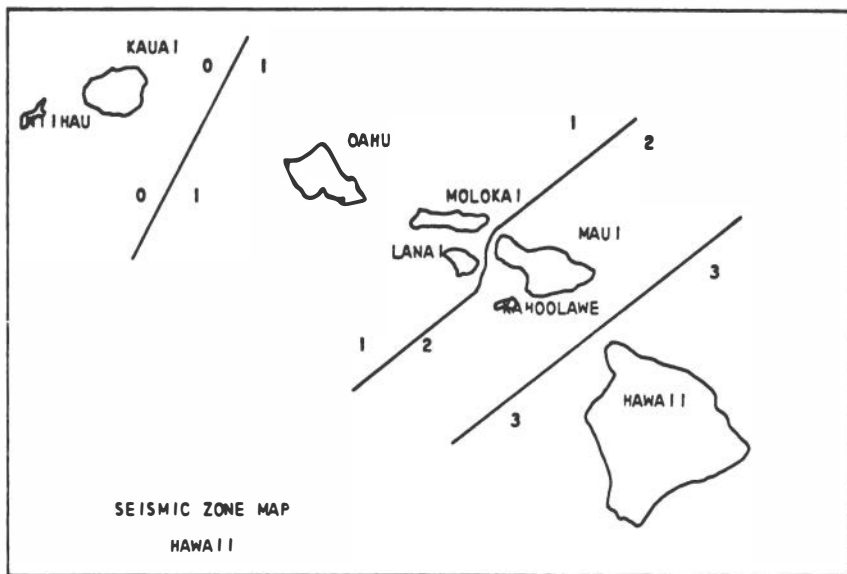 KAUAI
0 1
NIIHAU
OAHU
1
2
0 1
MOLOKAI
MAUI
LANAI
3
KAHOOLAWE
1 2
HAWAII
3
SEISMIC ZONE MAP
HAWAII